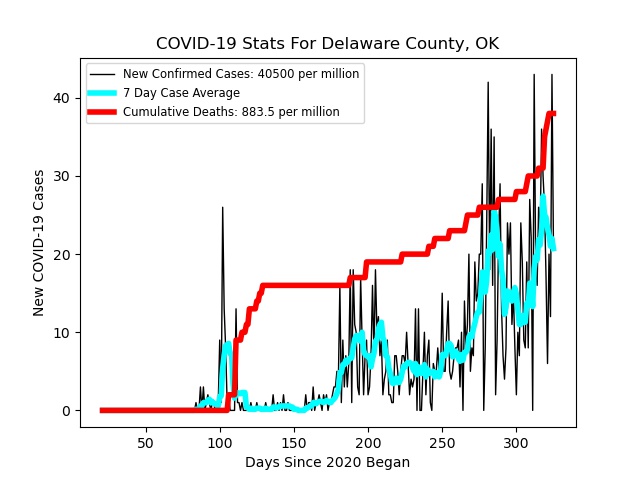 COVID-19 Stats For Delaware County, OK
New Confirmed Cases: 40500 per million
7 Day Case Average
Cumulative Deaths: 883.5 per million
New COVID-19 Cases
40
30
20
10
0
50 100 150 200 250 300
Days Since 2020 Began